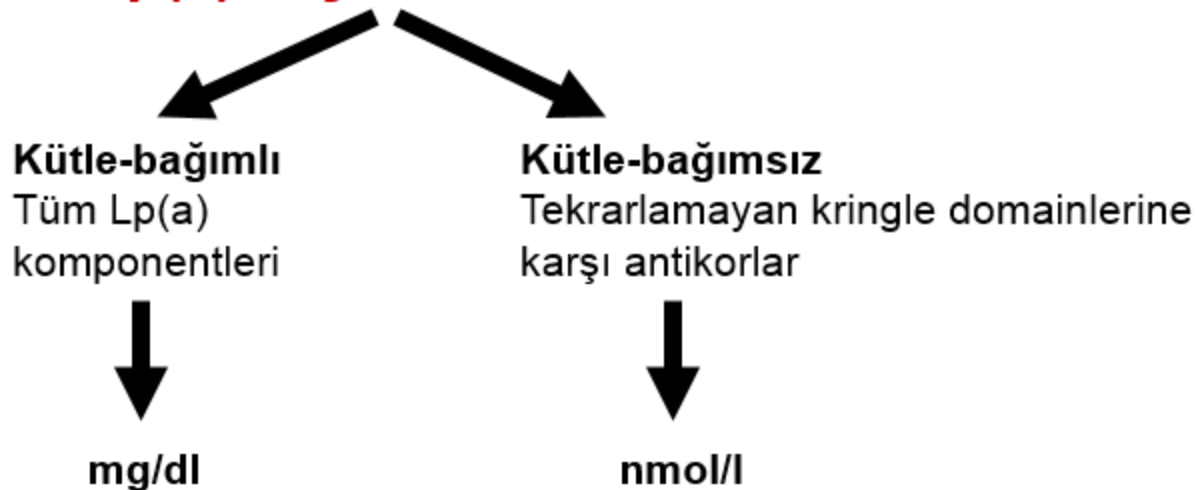 Kütle-bağımlı
Tüm Lp(a)
komponentleri
mg/dl
Kütle-bağımsız
Tekrarlamayan kringle domainlerine
karşı antikorlar
nmol/l